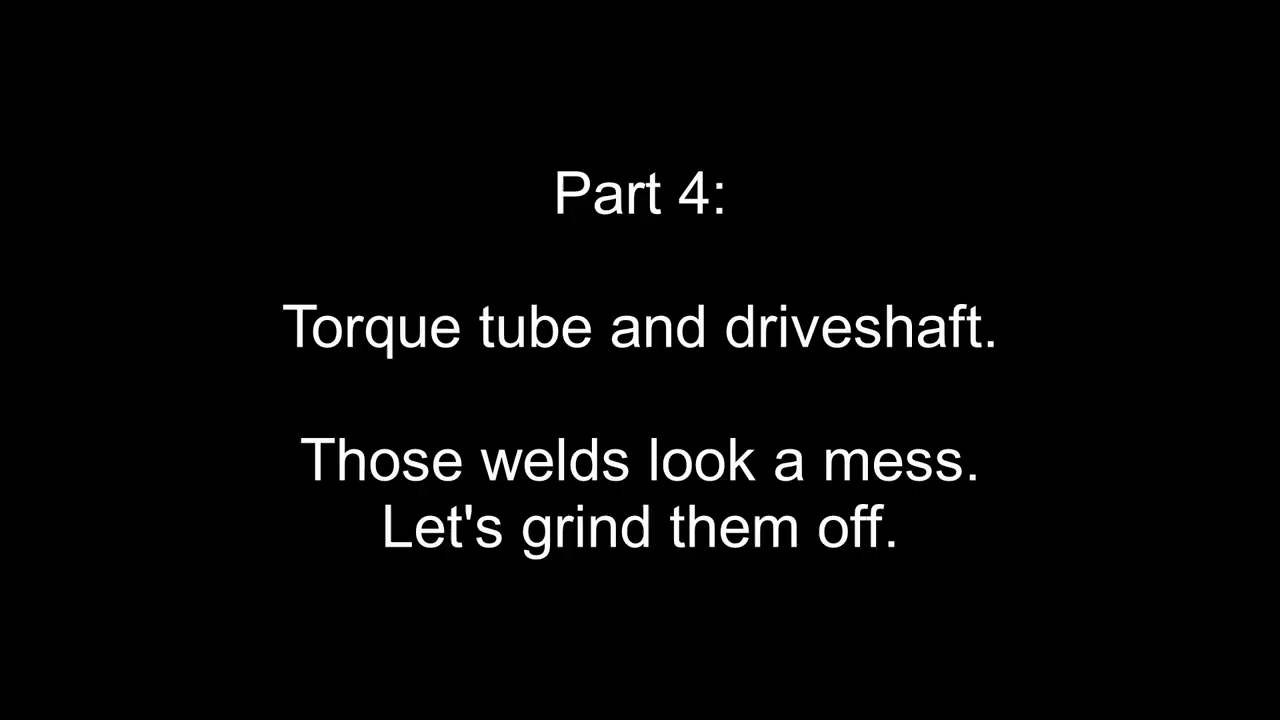 Part 4:
Torque tube and driveshaft.
Those welds look a mess.
Let's grind them off.